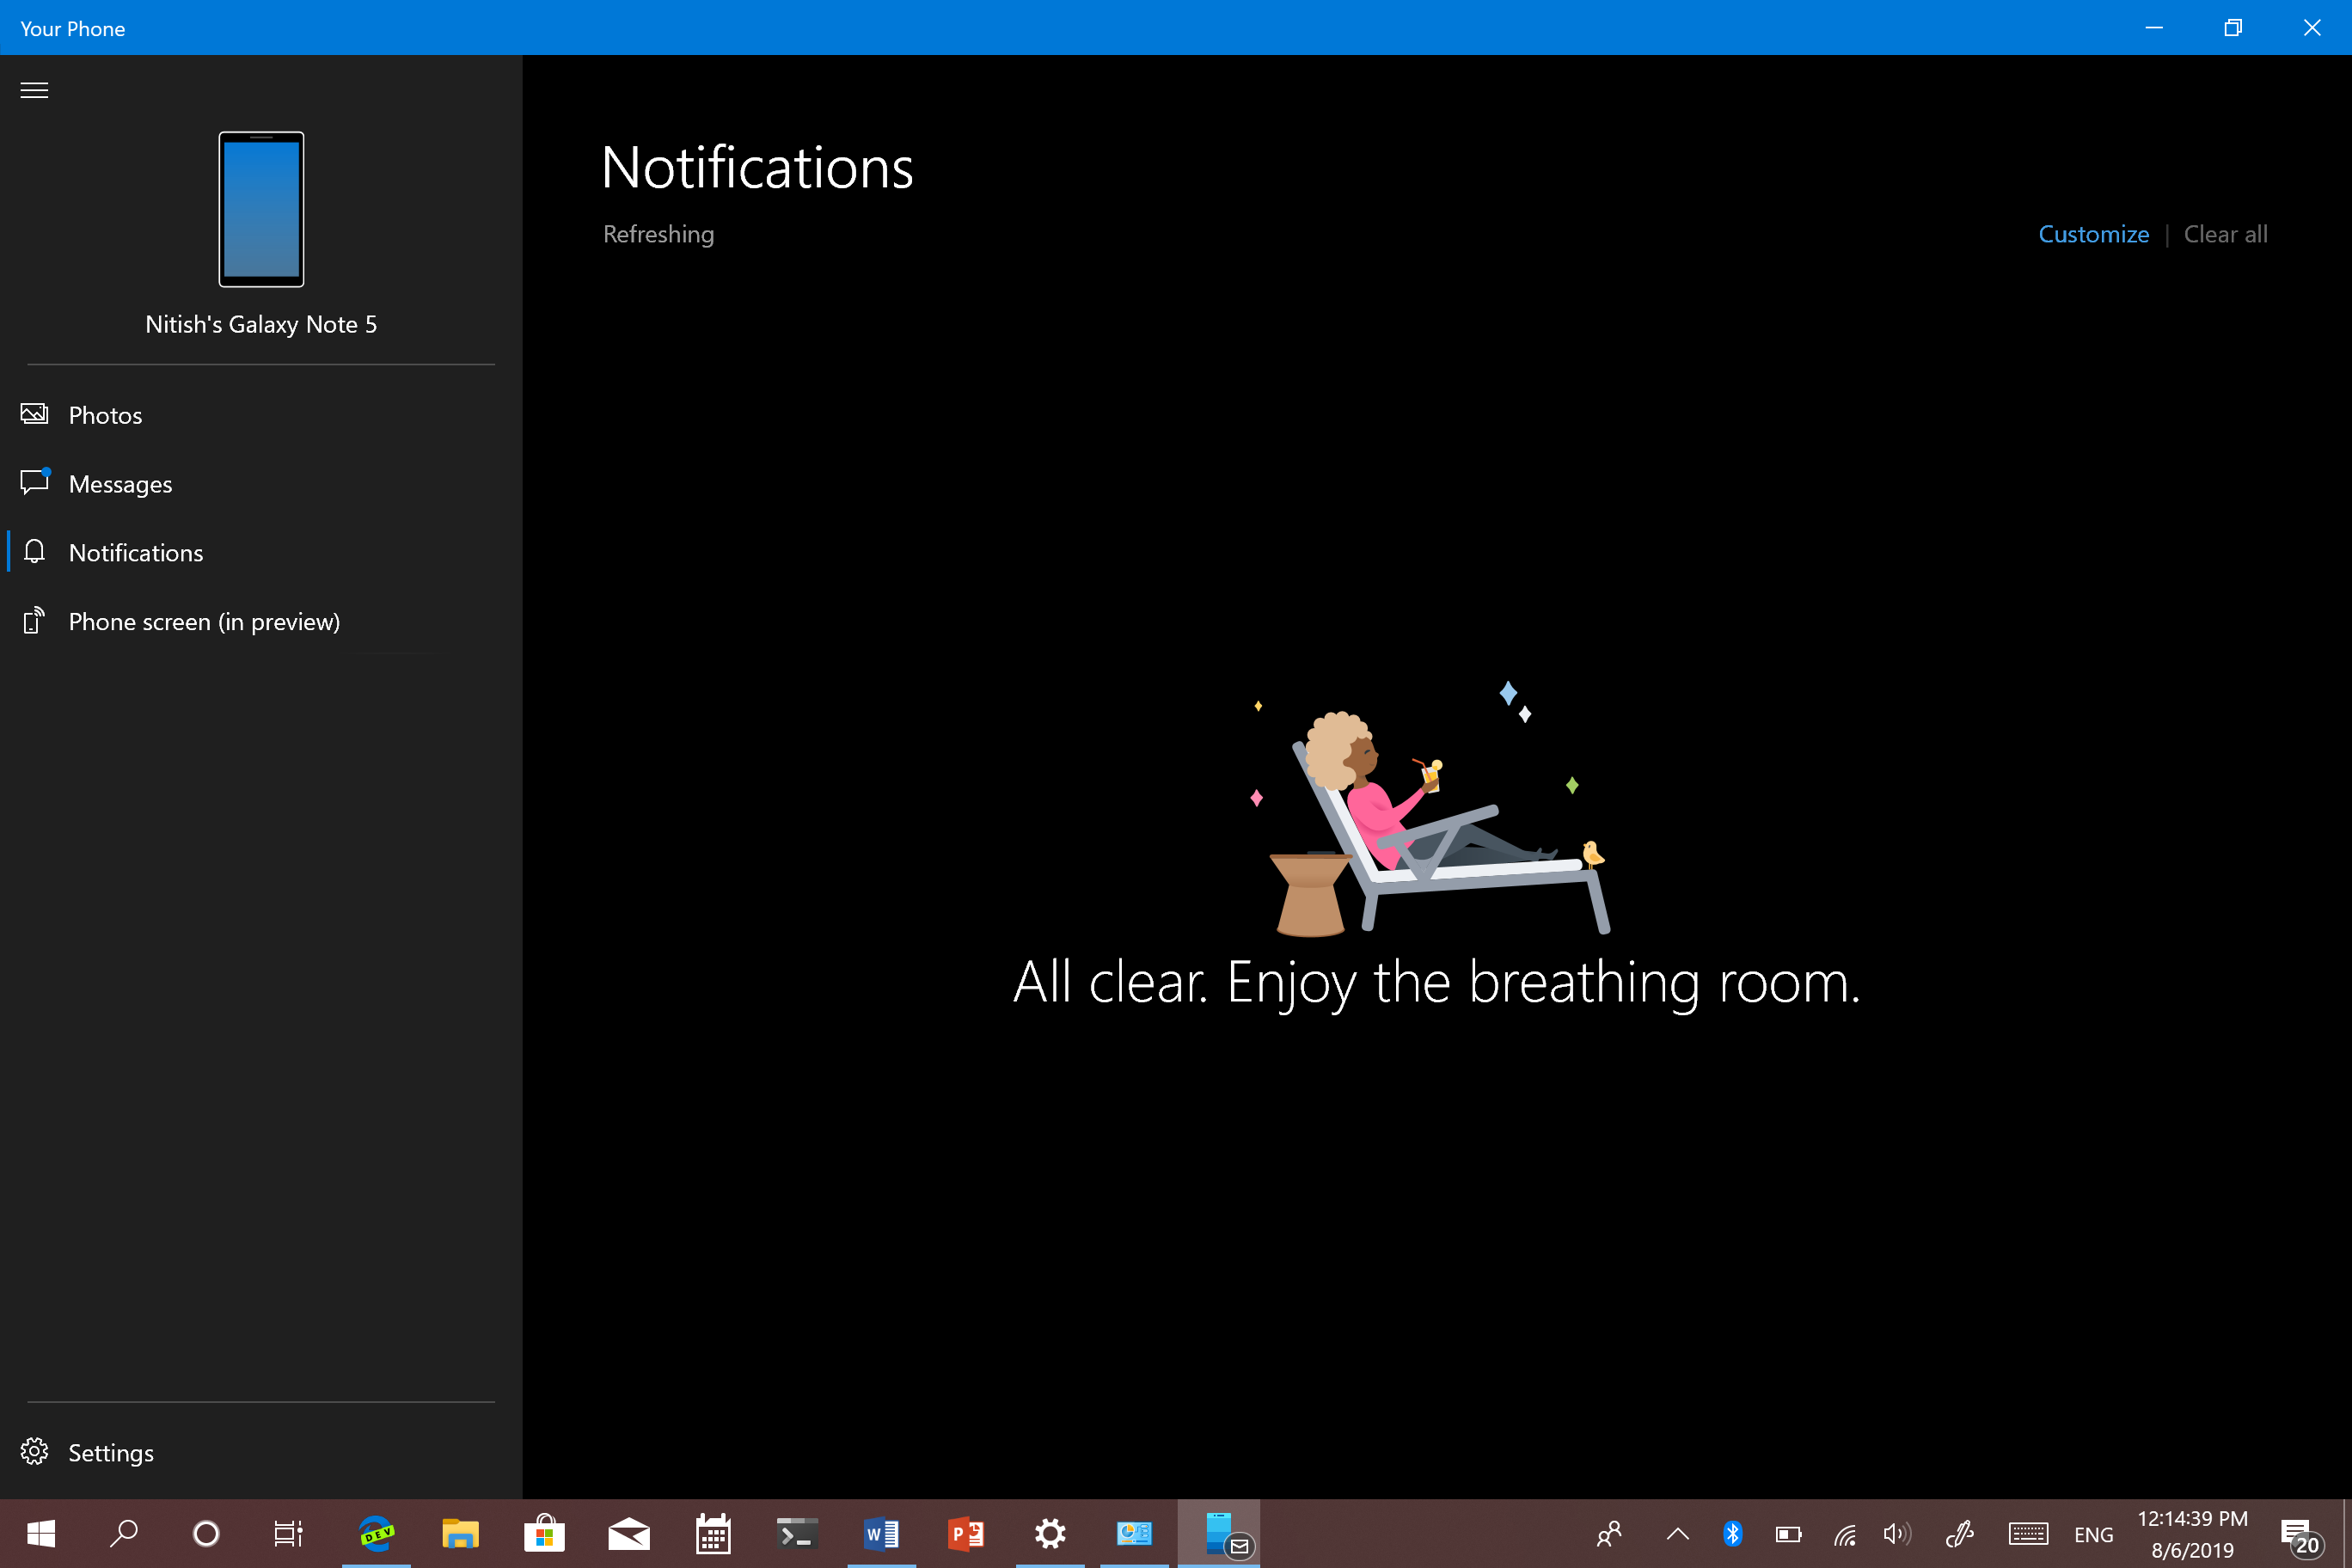 Your Phone
Nitish's Galaxy Note 5
Photos
Messages
Notifications
Phone screen (in preview)
Settings
Notifications
Refreshing
Customize | Clear all
All clear. Enjoy the breathing room.
DEV
W
P
ENG
12:14:39 PM
8/6/2019
20